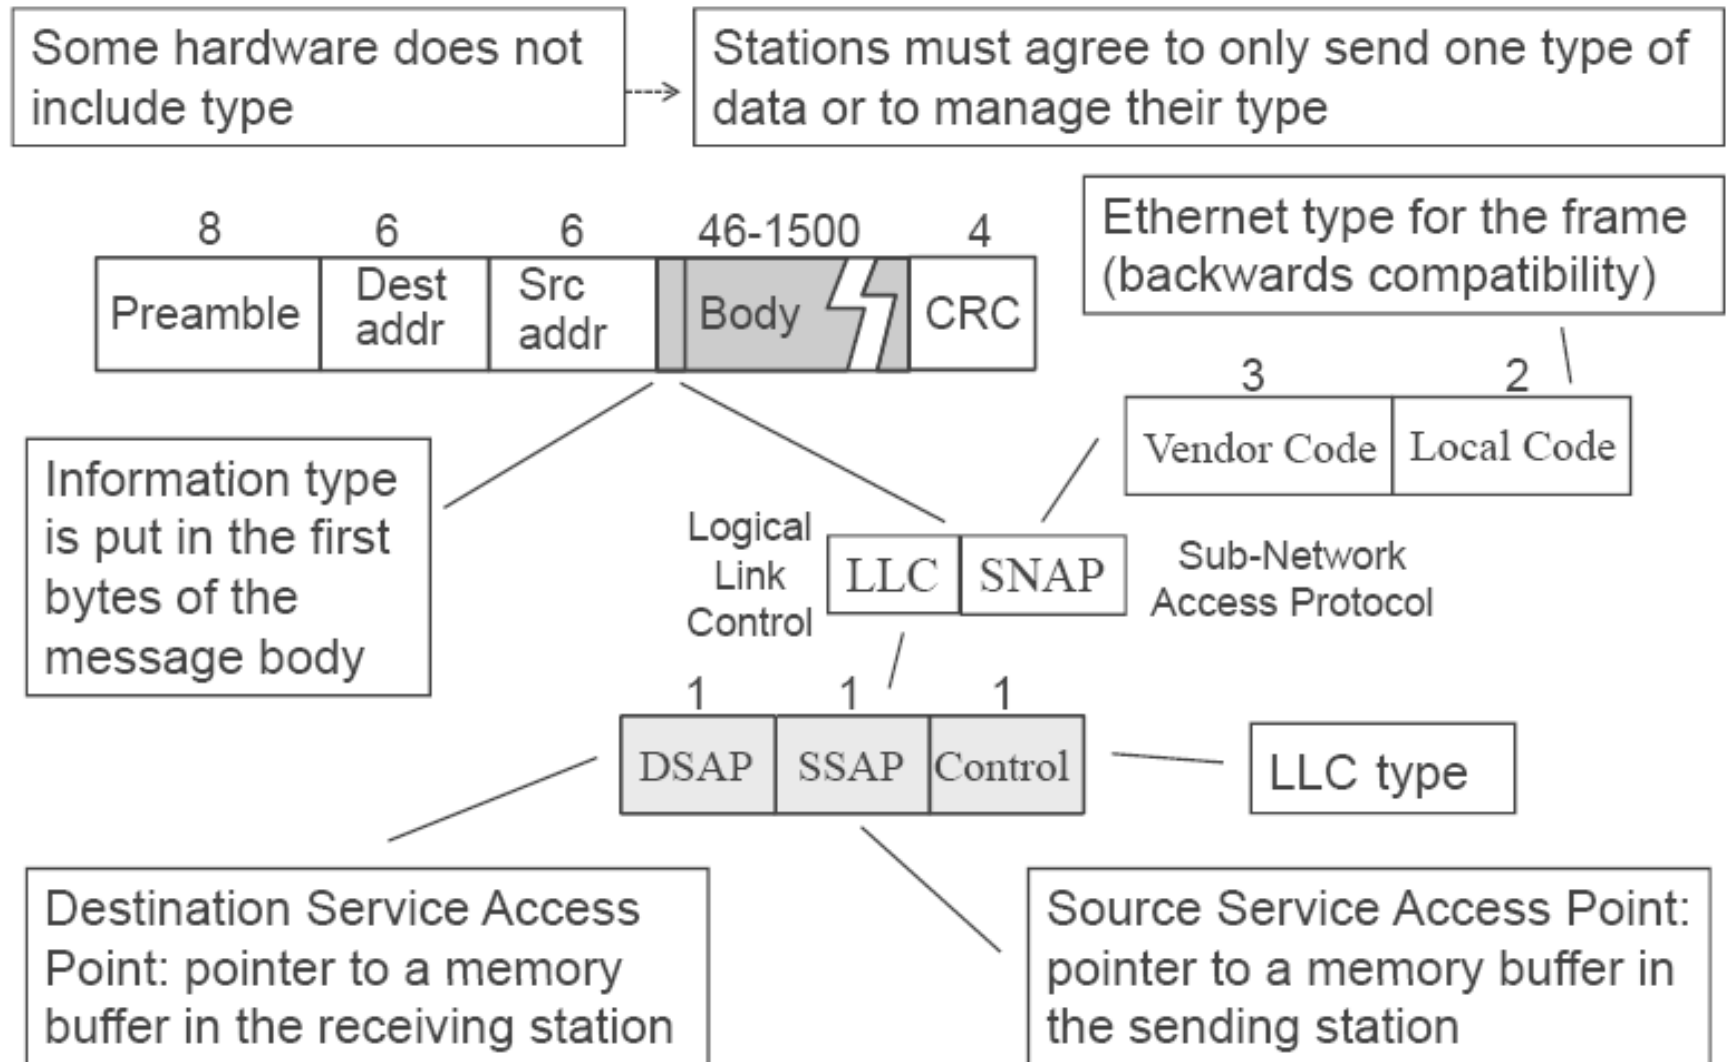 Some hardware does not
include type
Stations must agree to only send one type of
data or to manage their type
Ethernet type for the frame
(backwards compatibility)
8 6 6 46-1500 4
Preamble
Dest
addr
Src
addr
Body
CRC
3 2
Vendor Code Local Code
Information type
is put in the first
bytes of the
message body
Logical
Link
Control
LLC SNAP
Sub-Network
Access Protocol
1 1 1
DSAP SSAP Control
LLC type
Destination Service Access
Point: pointer to a memory
buffer in the receiving station
Source Service Access Point:
pointer to a memory buffer in
the sending station